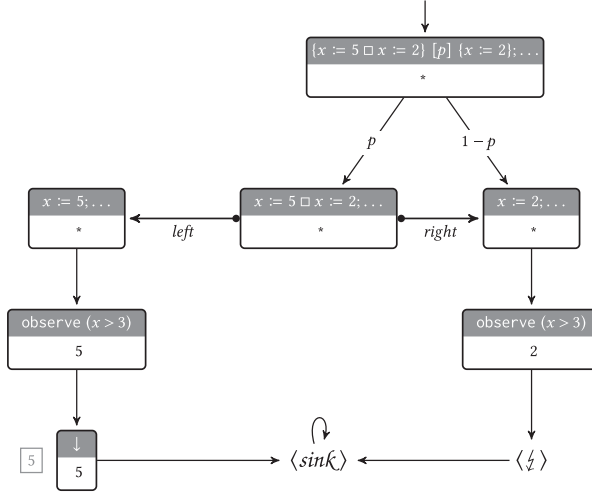 {x := 5 □ x := 2} [p] {x := 2}; . . .
*
p
1 − p
x := 5; . . .
*
left
x := 5 □ x := 2; . . .
*
right
x := 2; . . .
*
observe (x > 3)
5
observe (x > 3)
2
5
↓
5
⟨sink⟩
⟨↯⟩